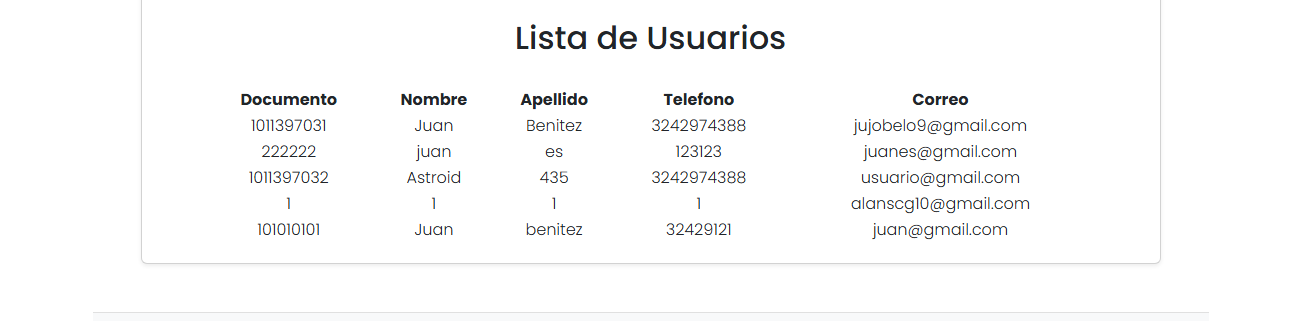 Lista de Usuarios
Documento Nombre Apellido Telefono Correo
1011397031 Juan Benitez 3242974388 jujobelo9@gmail.com
222222 juan es 123123 juanes@gmail.com
1011397032 Astroid 435 3242974388 usuario@gmail.com
1 1 1 1 alanscg10@gmail.com
101010101 Juan benitez 32429121 juan@gmail.com